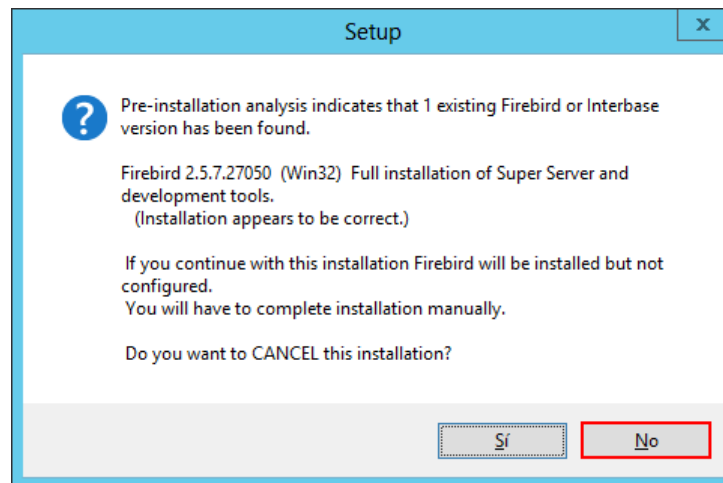 Setup
x
Pre-installation analysis indicates that 1 existing Firebird or Interbase
version has been found.
Firebird 2.5.7.27050 (Win32) Full installation of Super Server and
development tools.
(Installation appears to be correct.)
If you continue with this installation Firebird will be installed but not
configured.
You will have to complete installation manually.
Do you want to CANCEL this installation?
Sí
No